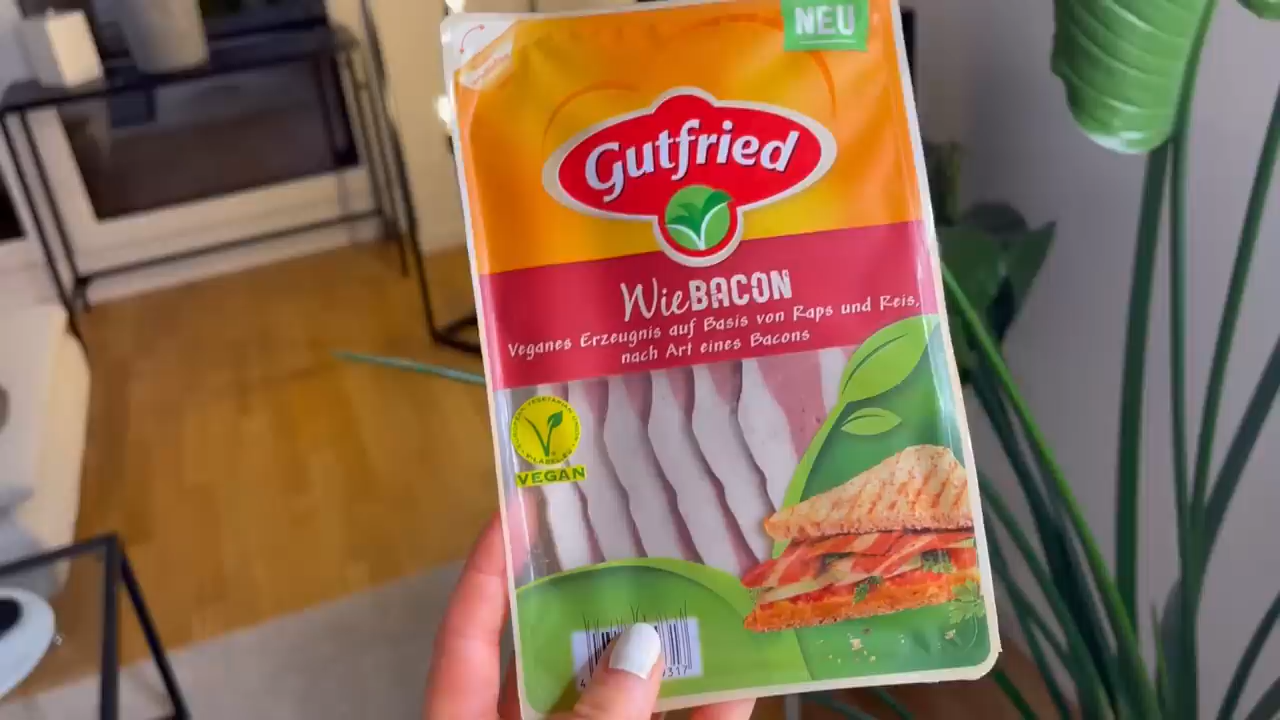 NEU
Gutfried
WieBACON
Veganes Erzeugnis auf Basis von Raps und Reis,
nach Art eines Bacons
VEGAN